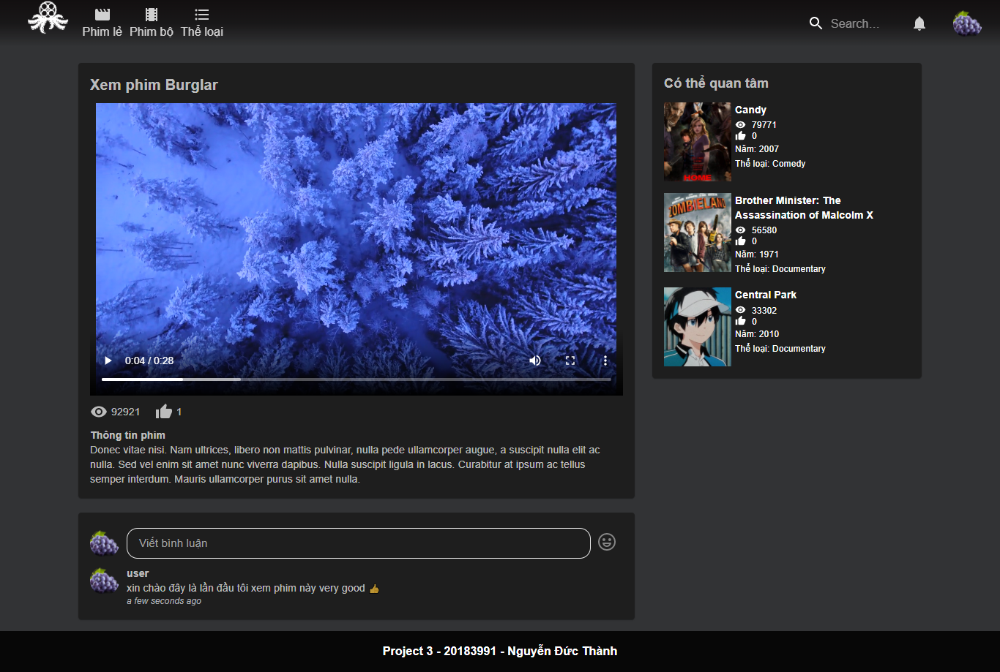 Phim lẻ Phim bộ Thể loại Search...
Xem phim Burglar
0:04 / 0:28
92921 1
Thông tin phim
Donec vitae nisi. Nam ultrices, libero non mattis pulvinar, nulla pede ullamcorper augue, a suscipit nulla elit ac
nulla. Sed vel enim sit amet nunc viverra dapibus. Nulla suscipit ligula in lacus. Curabitur at ipsum ac tellus
semper interdum. Mauris ullamcorper purus sit amet nulla.
Viết bình luận
user
xin chào đây là lần đầu tôi xem phim này very good 👍
a few seconds ago
Có thể quan tâm
HOME
Candy
79771
0
Năm: 2007
Thể loại: Comedy
ZOMBIELAND
Brother Minister: The
Assassination of Malcolm X
56580
0
Năm: 1971
Thể loại: Documentary
Central Park
33302
0
Năm: 2010
Thể loại: Documentary
Project 3 - 20183991 - Nguyễn Đức Thành